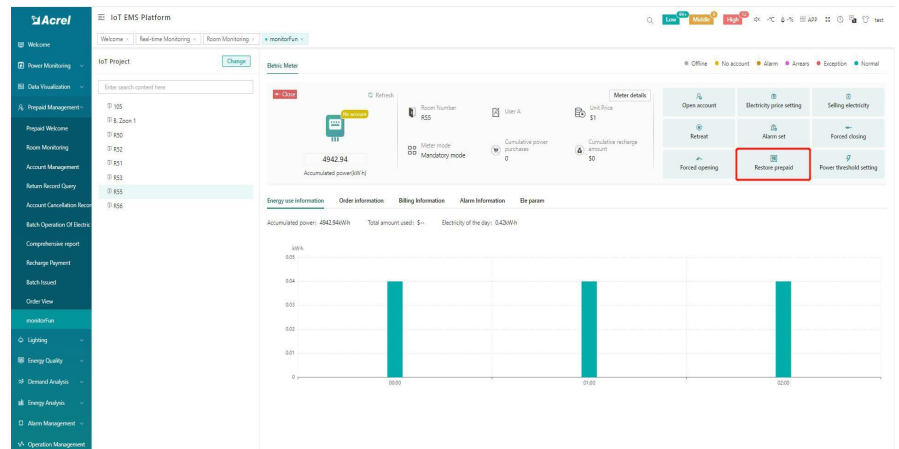 Acrel
IoT EMS Platform
Low 99+
Middle
High
APP
test
Welcome
Real-time Monitoring
Room Monitoring
monitorFun
Welcome
Power Monitoring
Data Visualization
Prepaid Management
Prepaid Welcome
Room Monitoring
Account Management
Return Record Query
Account Cancellation Recor
Batch Operation Of Electric
Comprehensive report
Recharge Payment
Batch Issued
Order View
monitorFun
Lighting
Energy Quality
Demand Analysis
Energy Analysis
Alarm Management
Operation Management
IoT Project
Change
Enter search content here
105
B. Zoon 1
R50
R52
R51
R53
R55
R56
Eletric Meter
Offline
No account
Alarm
Arrears
Exception
Normal
Close
Refresh
No account
4942.94
Accumulated power(kW·h)
Meter details
Room Number
R55
User A
Unit Price
$1
Meter mode
Mandatory mode
Cumulative power purchases
0
Cumulative recharge amount
$0
Open account
Electricity price setting
Selling electricity
Retreat
Alarm set
Forced closing
Forced opening
Restore prepaid
Power threshold setting
Energy use information
Order information
Billing Information
Alarm Information
Ele param
Accumulated power: 4942.94kW·h
Total amount used: $--
Electricity of the day: 0.42kW·h
kW·h
0.05
0.04
0.03
0.02
0.01
0
00:00
01:00
02:00